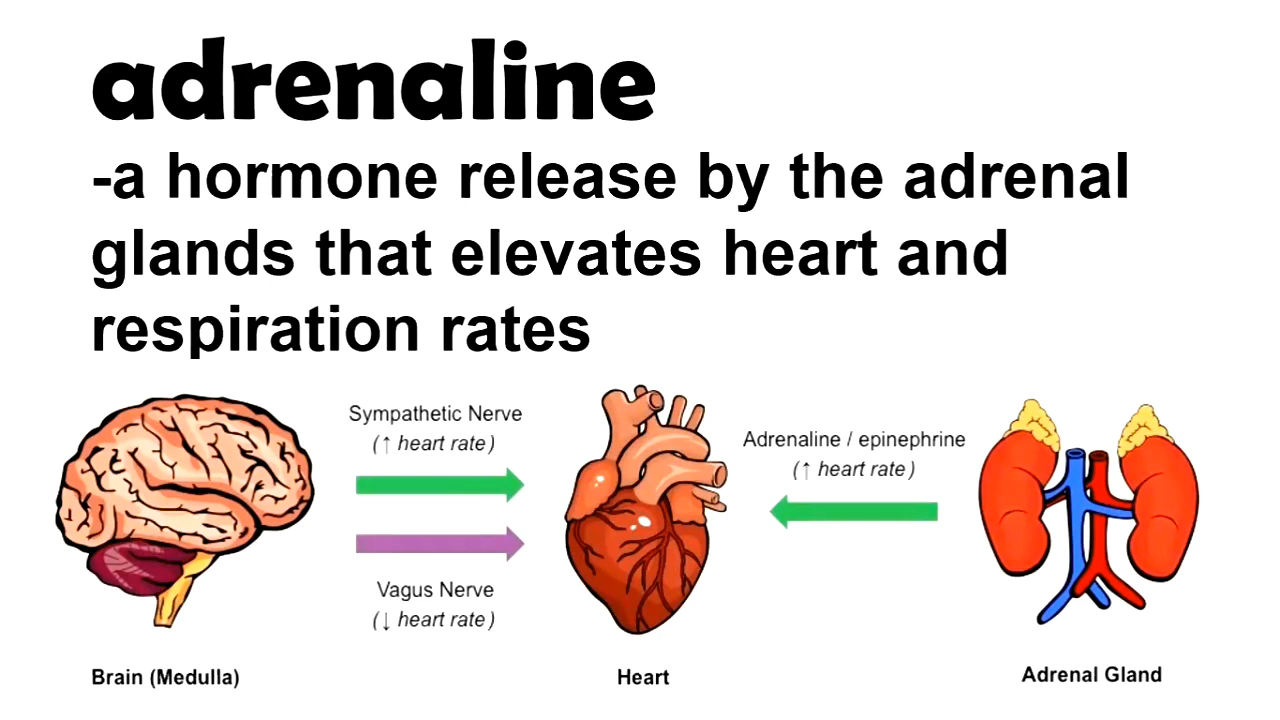 adrenaline
-a hormone release by the adrenal
glands that elevates heart and
respiration rates
Sympathetic Nerve
(↑ heart rate)
Adrenaline / epinephrine
(↑ heart rate)
Vagus Nerve
(↓ heart rate)
Brain (Medulla)
Heart
Adrenal Gland